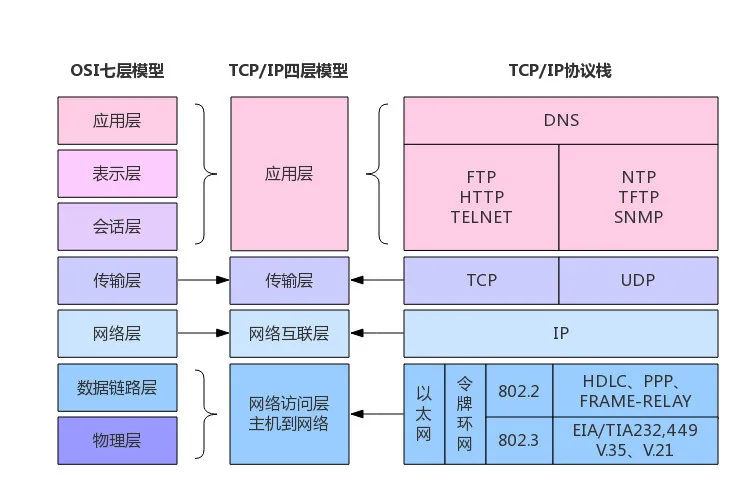 OSI七层模型
TCP/IP四层模型
TCP/IP协议栈
应用层
表示层
会话层
传输层
网络层
数据链路层
物理层
应用层
传输层
网络互联层
网络访问层
主机到网络
DNS
FTP
HTTP
TELNET
NTP
TFTP
SNMP
TCP
UDP
IP
以太网
令牌环网
802.2
802.3
HDLC、PPP、
FRAME-RELAY
EIA/TIA232,449
V.35、V.21